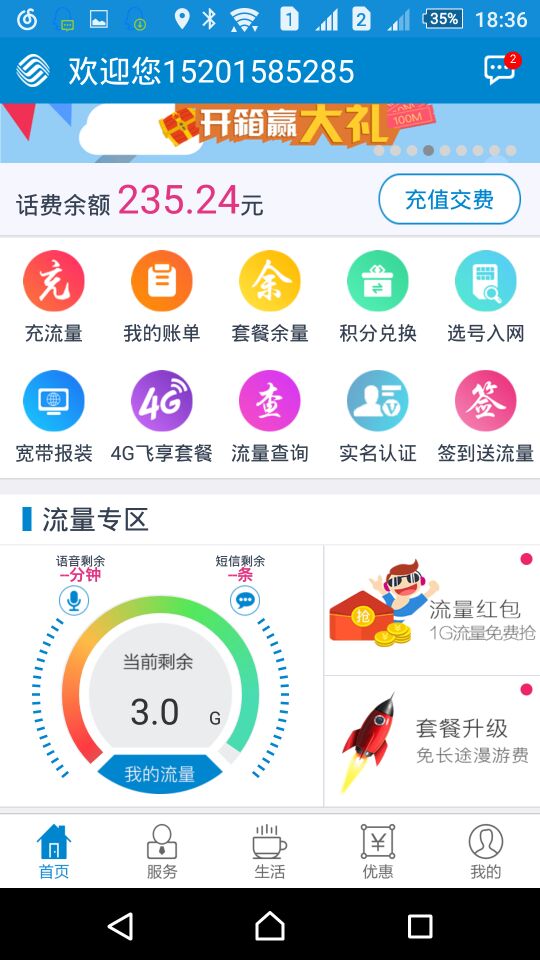 1 2 35% 18:36
欢迎您15201585285
2
开箱赢大礼
100M
话费余额 235.24元
充值交费
充 余
充流量 我的账单 套餐余量 积分兑换 选号入网
4G 查 签
宽带报装 4G飞享套餐 流量查询 实名认证 签到送流量
流量专区
语音剩余 短信剩余
--分钟 --条
当前剩余
3.0 G
我的流量
抢
流量红包
1G流量免费抢
套餐升级
免长途漫游费
首页 服务 生活 优惠 我的